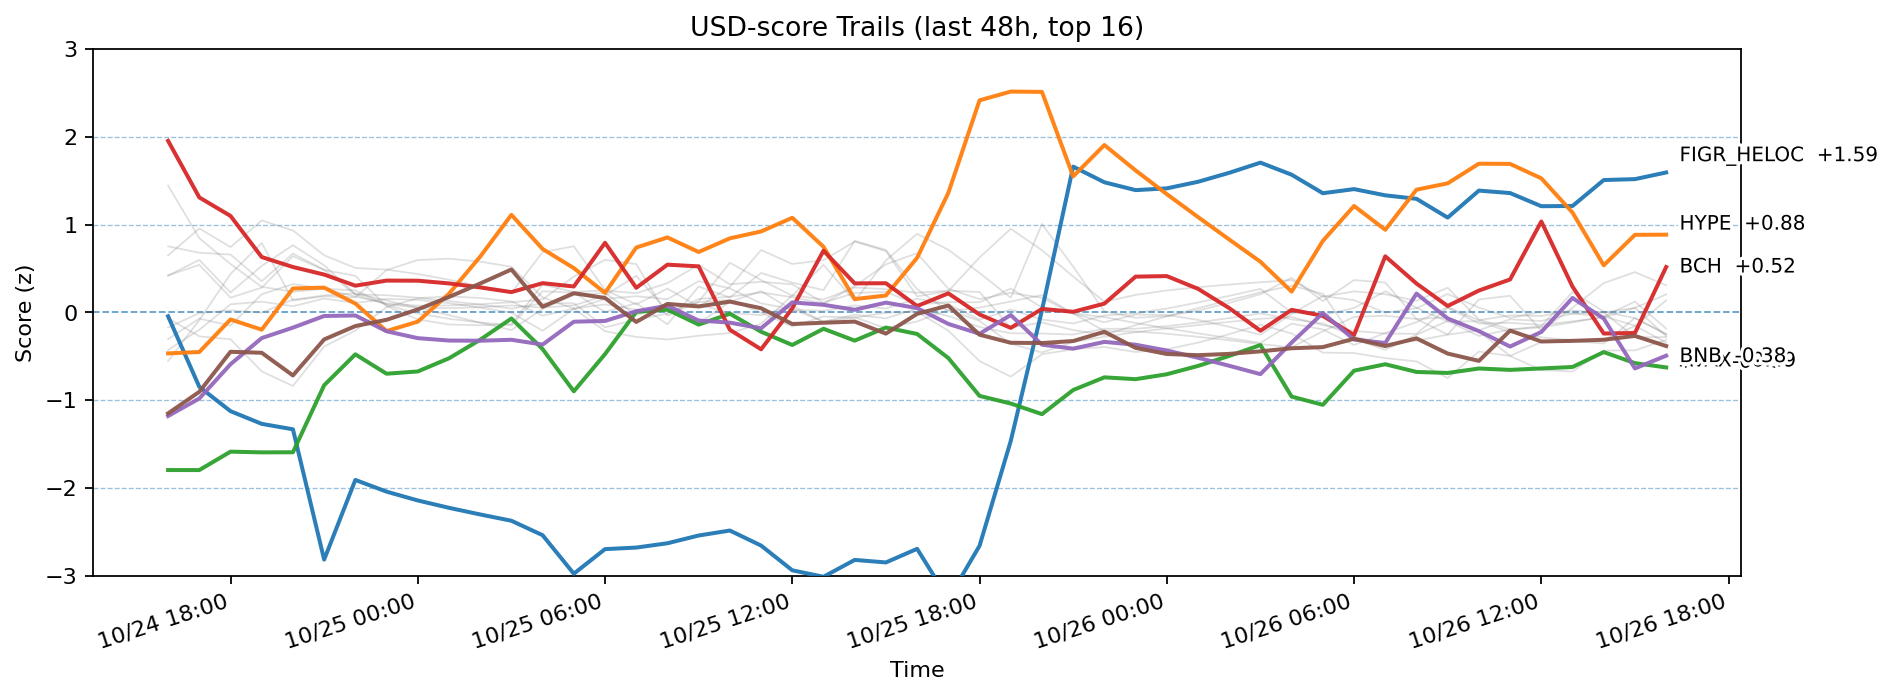 USD-score Trails (last 48h, top 16)
Score (z)
3
2
1
0
−1
−2
−3
FIGR_HELOC +1.59
HYPE +0.88
BCH +0.52
BNB -0.38
10/24 18:00
10/25 00:00
10/25 06:00
10/25 12:00
10/25 18:00
10/26 00:00
10/26 06:00
10/26 12:00
10/26 18:00
Time